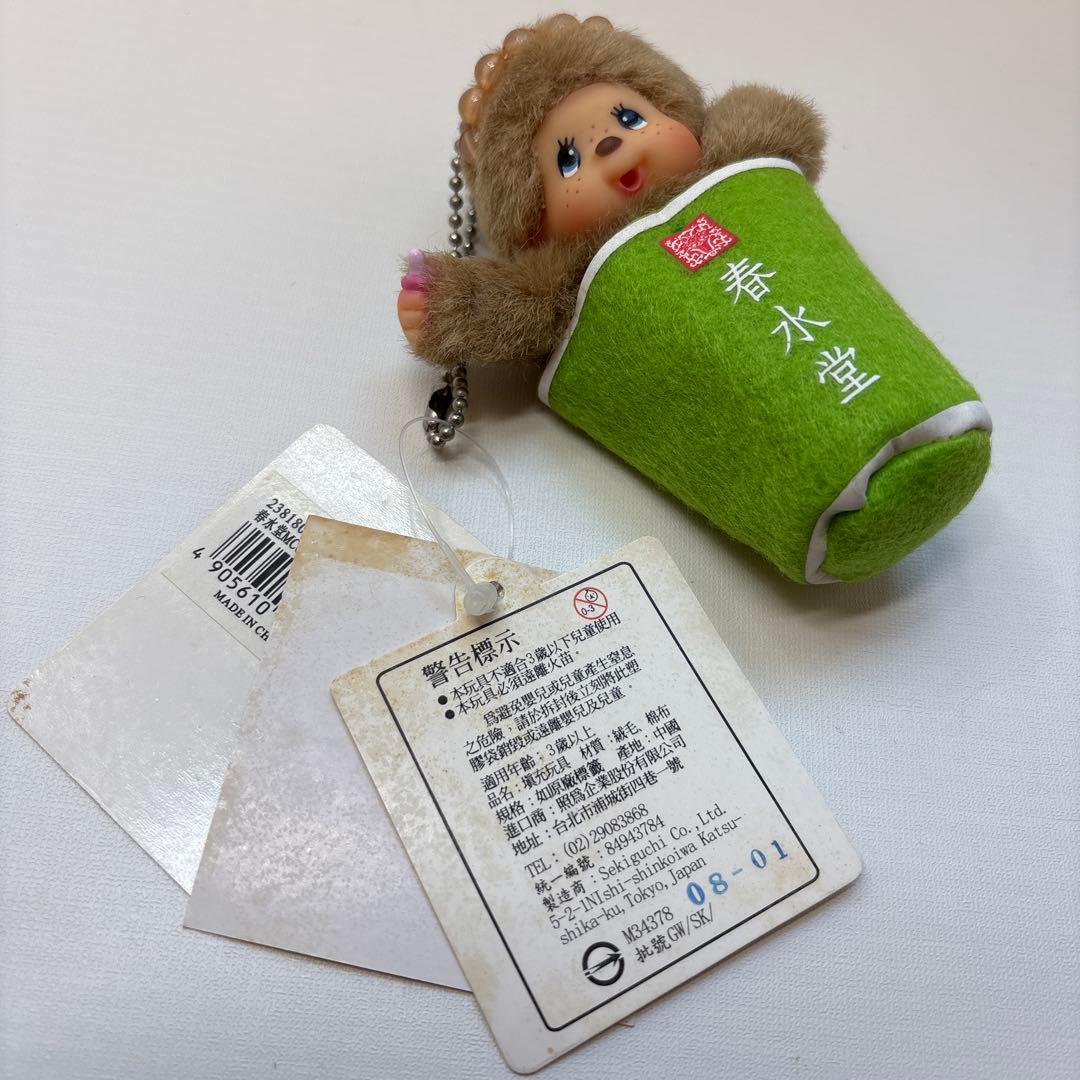 春水堂
238180
春水堂MC
4 905610
MADE IN CH
0-3
警告標示
●本玩具不適合3歲以下兒童使用
●本玩具必須遠離火苗。
為避免嬰兒或兒童產生窒息
之危險，請於拆封後立刻將此塑
膠袋銷毀或遠離嬰兒及兒童。
適用年齡：3歲以上
品名：填充玩具 材質：絨毛、棉布
規格：如原廠標籤 產地：中國
進口商：照為企業股份有限公司
地址：台北市浦城街四巷一號
TEL：(02)29083868
統一編號：84943784
製造商：Sekiguchi Co.,Ltd.
5-2-1NIshi-shinkoiwa Katsu-
shika-ku, Tokyo, Japan
M34378 08-01
批號GW/SK/